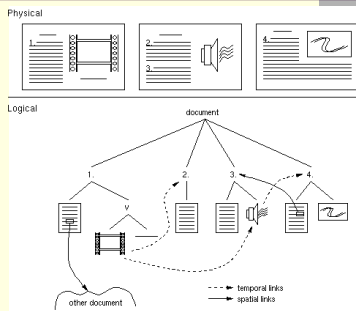 Physical
1.
2.
3.
4.
Logical
document
1.
2.
3.
4.
v
temporal links
spatial links
other document